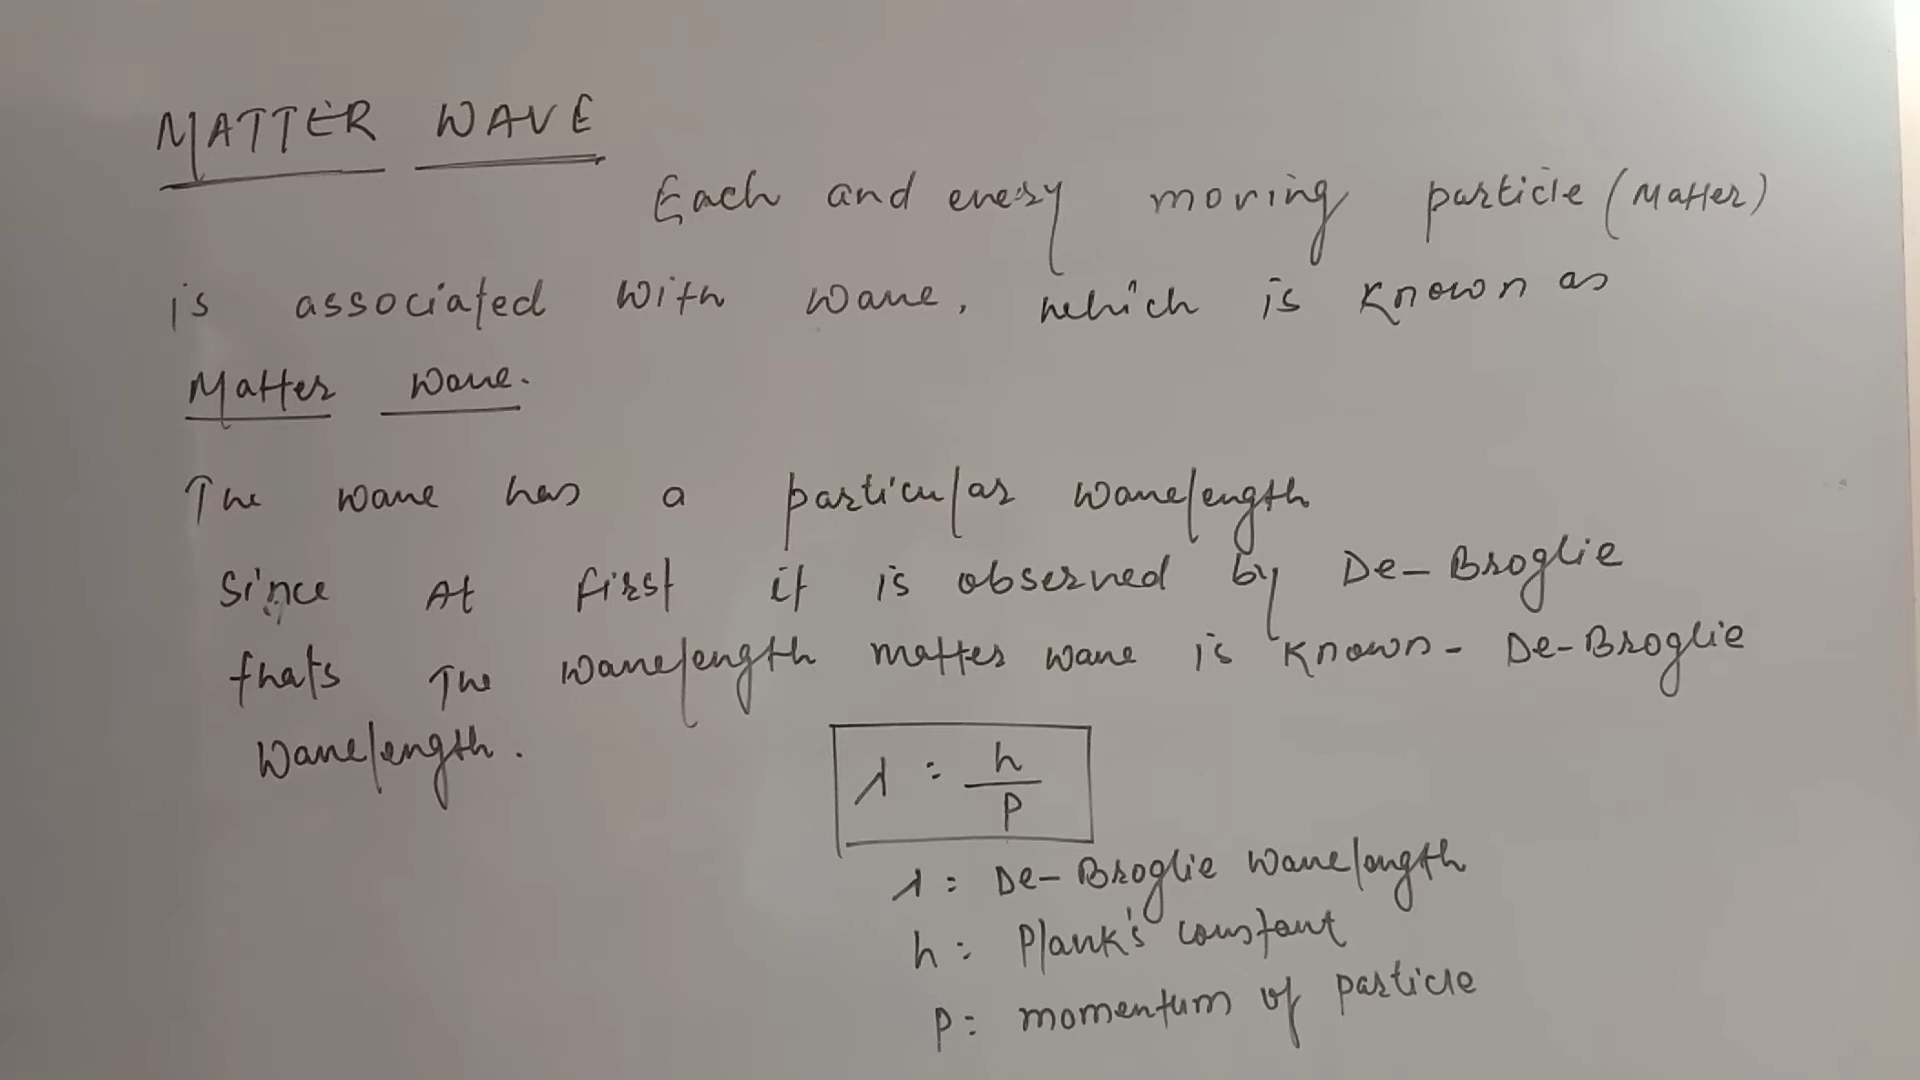 MATTER WAVE
Each and every moving particle (Matter)
is associated with wave, which is known as
Matter wave.
The wave has a particular wavelength
Since At first it is observed by De-Broglie
that's The wavelength matter wave is known - De-Broglie
wavelength.
λ = h/P
λ = De-Broglie wavelength
h = Plank's constant
P = momentum of particle